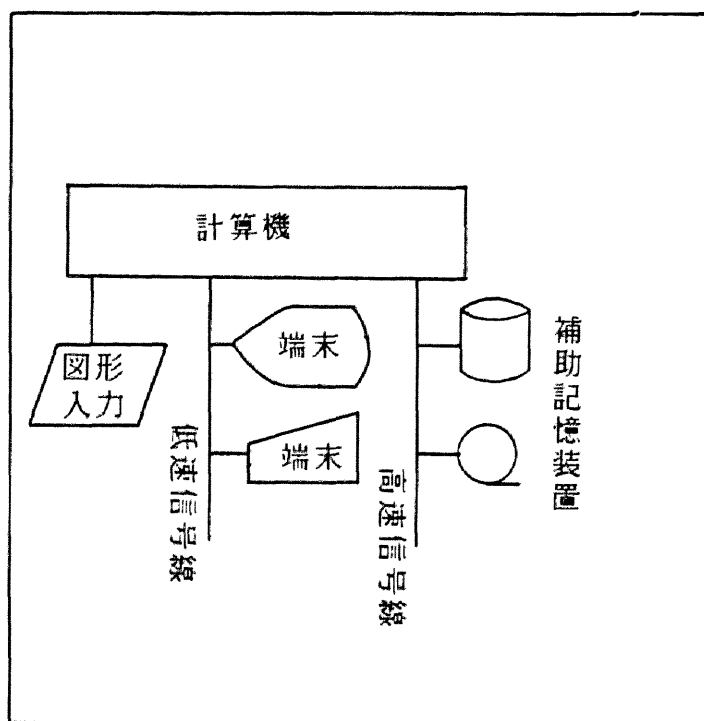 計算機
図形
入力
端末
端末
低速信号線
高速信号線
補助記憶装置